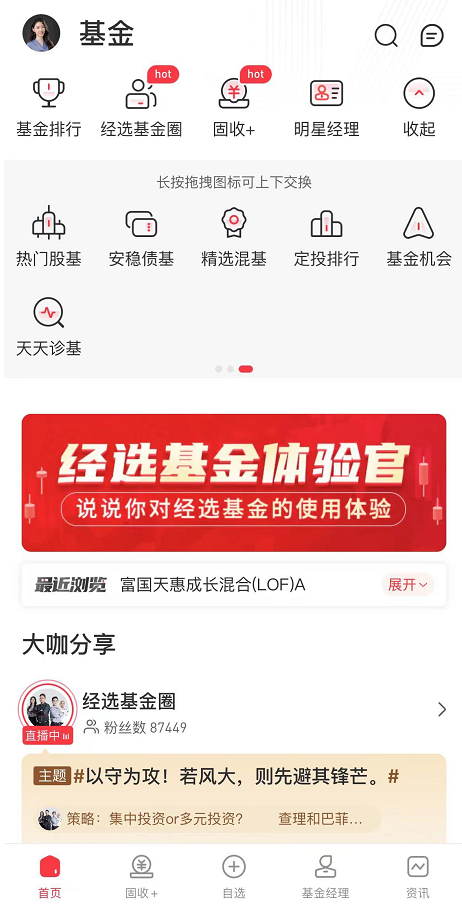 基金
hot
hot
基金排行 经选基金圈 固收+ 明星经理 收起
长按拖拽图标可上下交换
热门股基 安稳债基 精选混基 定投排行 基金机会
天天诊基
经选基金体验官
说说你对经选基金的使用体验
最近浏览 富国天惠成长混合(LOF)A 展开
大咖分享
经选基金圈
直播中 粉丝数 87449
主题 #以守为攻！若风大，则先避其锋芒。#
策略：集中投资or多元投资？ 查理和巴菲...
首页 固收+ 自选 基金经理 资讯